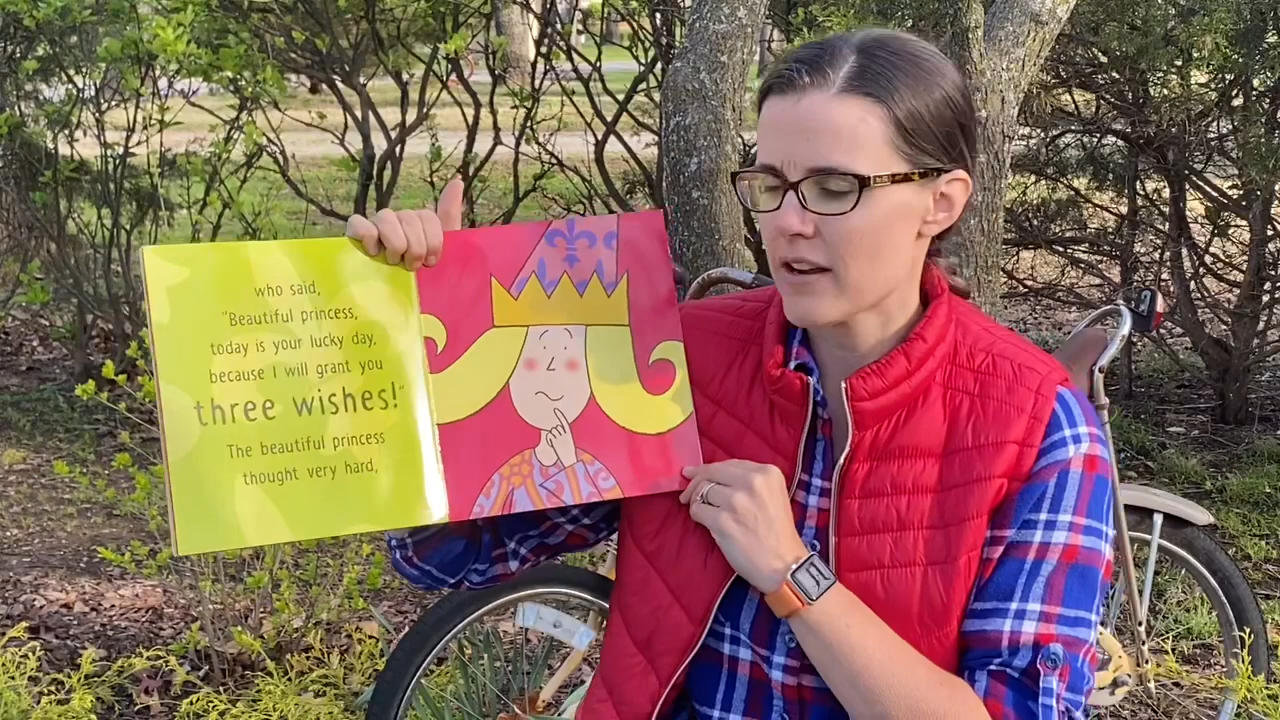 who said,
"Beautiful princess,
today is your lucky day,
because I will grant you
three wishes!"
The beautiful princess
thought very hard,